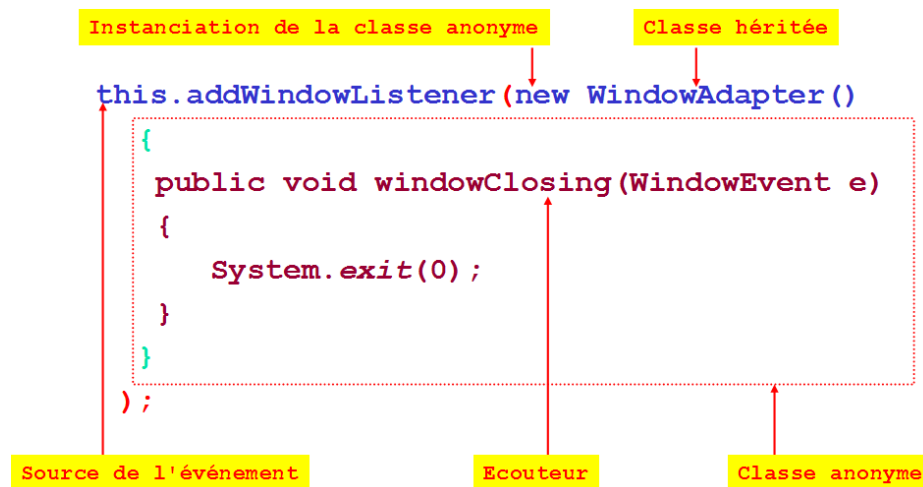 Instanciation de la classe anonyme Classe héritée
this.addWindowListener(new WindowAdapter()
{
public void windowClosing(WindowEvent e)
{
System.exit(0);
}
}
);
Source de l'événement Ecouteur Classe anonyme